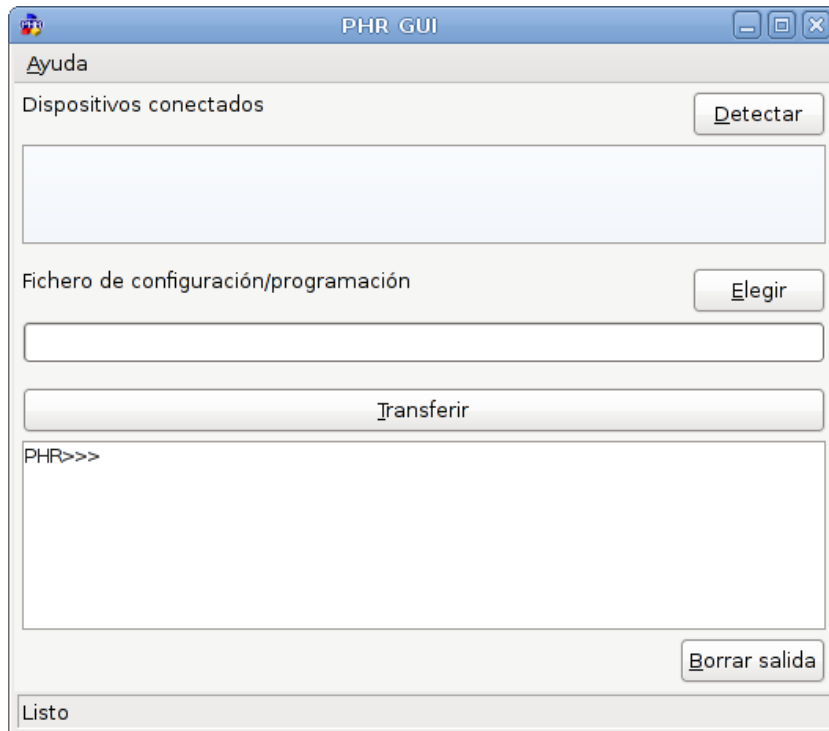 PHR GUI
Ayuda
Dispositivos conectados
Detectar
Fichero de configuración/programación
Elegir
Transferir
PHR>>>
Borrar salida
Listo